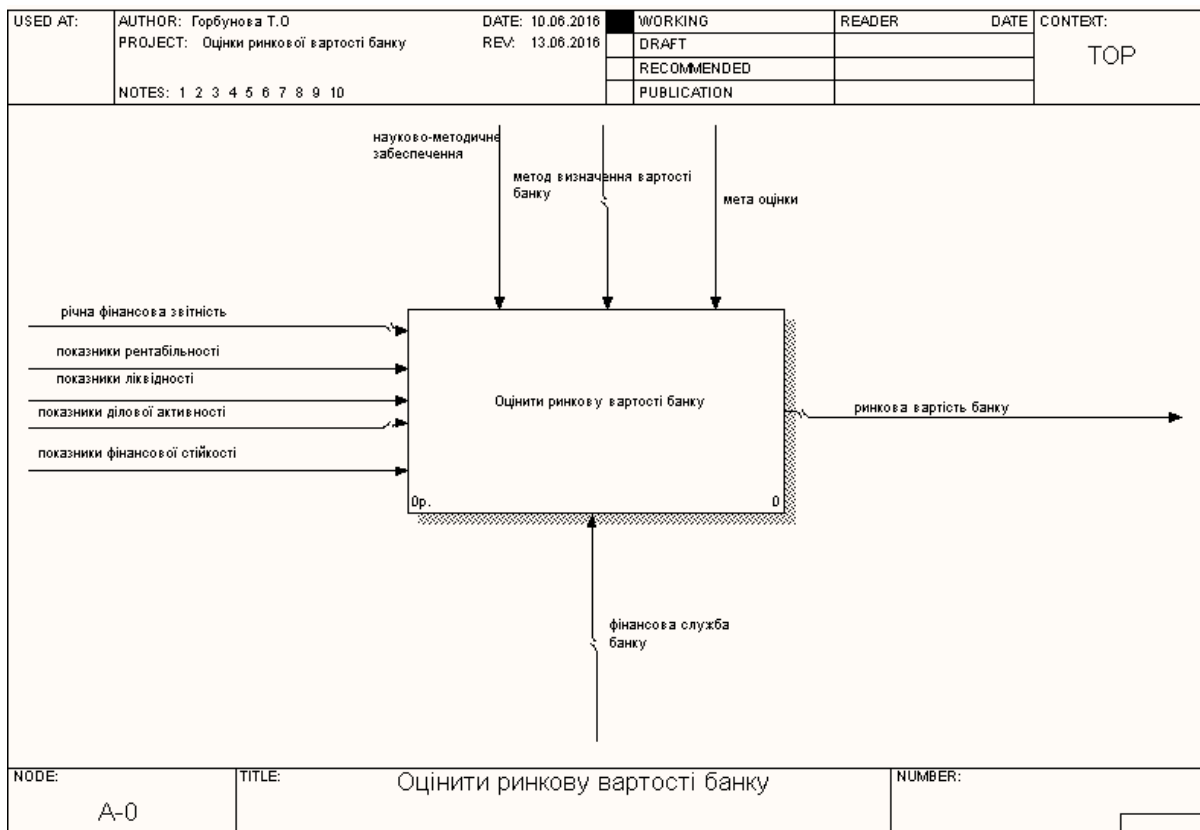 USED AT:
AUTHOR: Горбунова Т.О
DATE: 10.06.2016
WORKING
READER
DATE
CONTEXT:
PROJECT: Оцінки ринкової вартості банку
REV: 13.06.2016
DRAFT
TOP
RECOMMENDED
NOTES: 1 2 3 4 5 6 7 8 9 10
PUBLICATION
науково-методичне
забеспечення
метод визначення вартості
банку
мета оцінки
річна фінансова звітність
показники рентабільності
показники ліквідності
показники ділової активності
показники фінансової стійкості
Оцінити ринкову вартості банку
ринкова вартість банку
0р.
0
фінансова служба
банку
NODE:
TITLE:
Оцінити ринкову вартості банку
NUMBER:
A-0